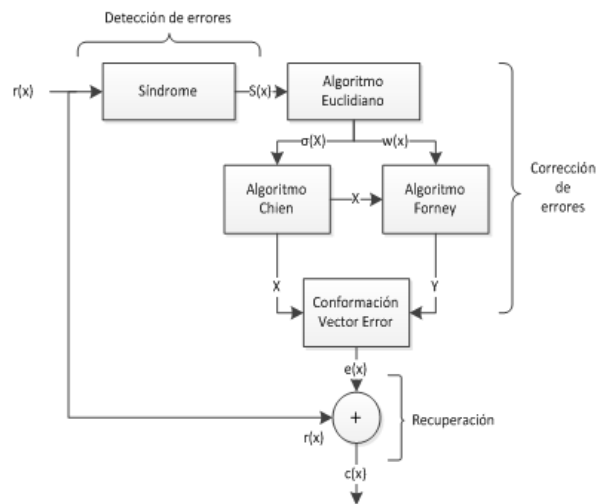 Detección de errores
r(x)
Síndrome
S(x)
Algoritmo
Euclidiano
σ(X)
w(x)
Algoritmo
Chien
X
Algoritmo
Forney
Corrección
de
errores
X
Y
Conformación
Vector Error
e(x)
+
r(x)
Recuperación
c(x)